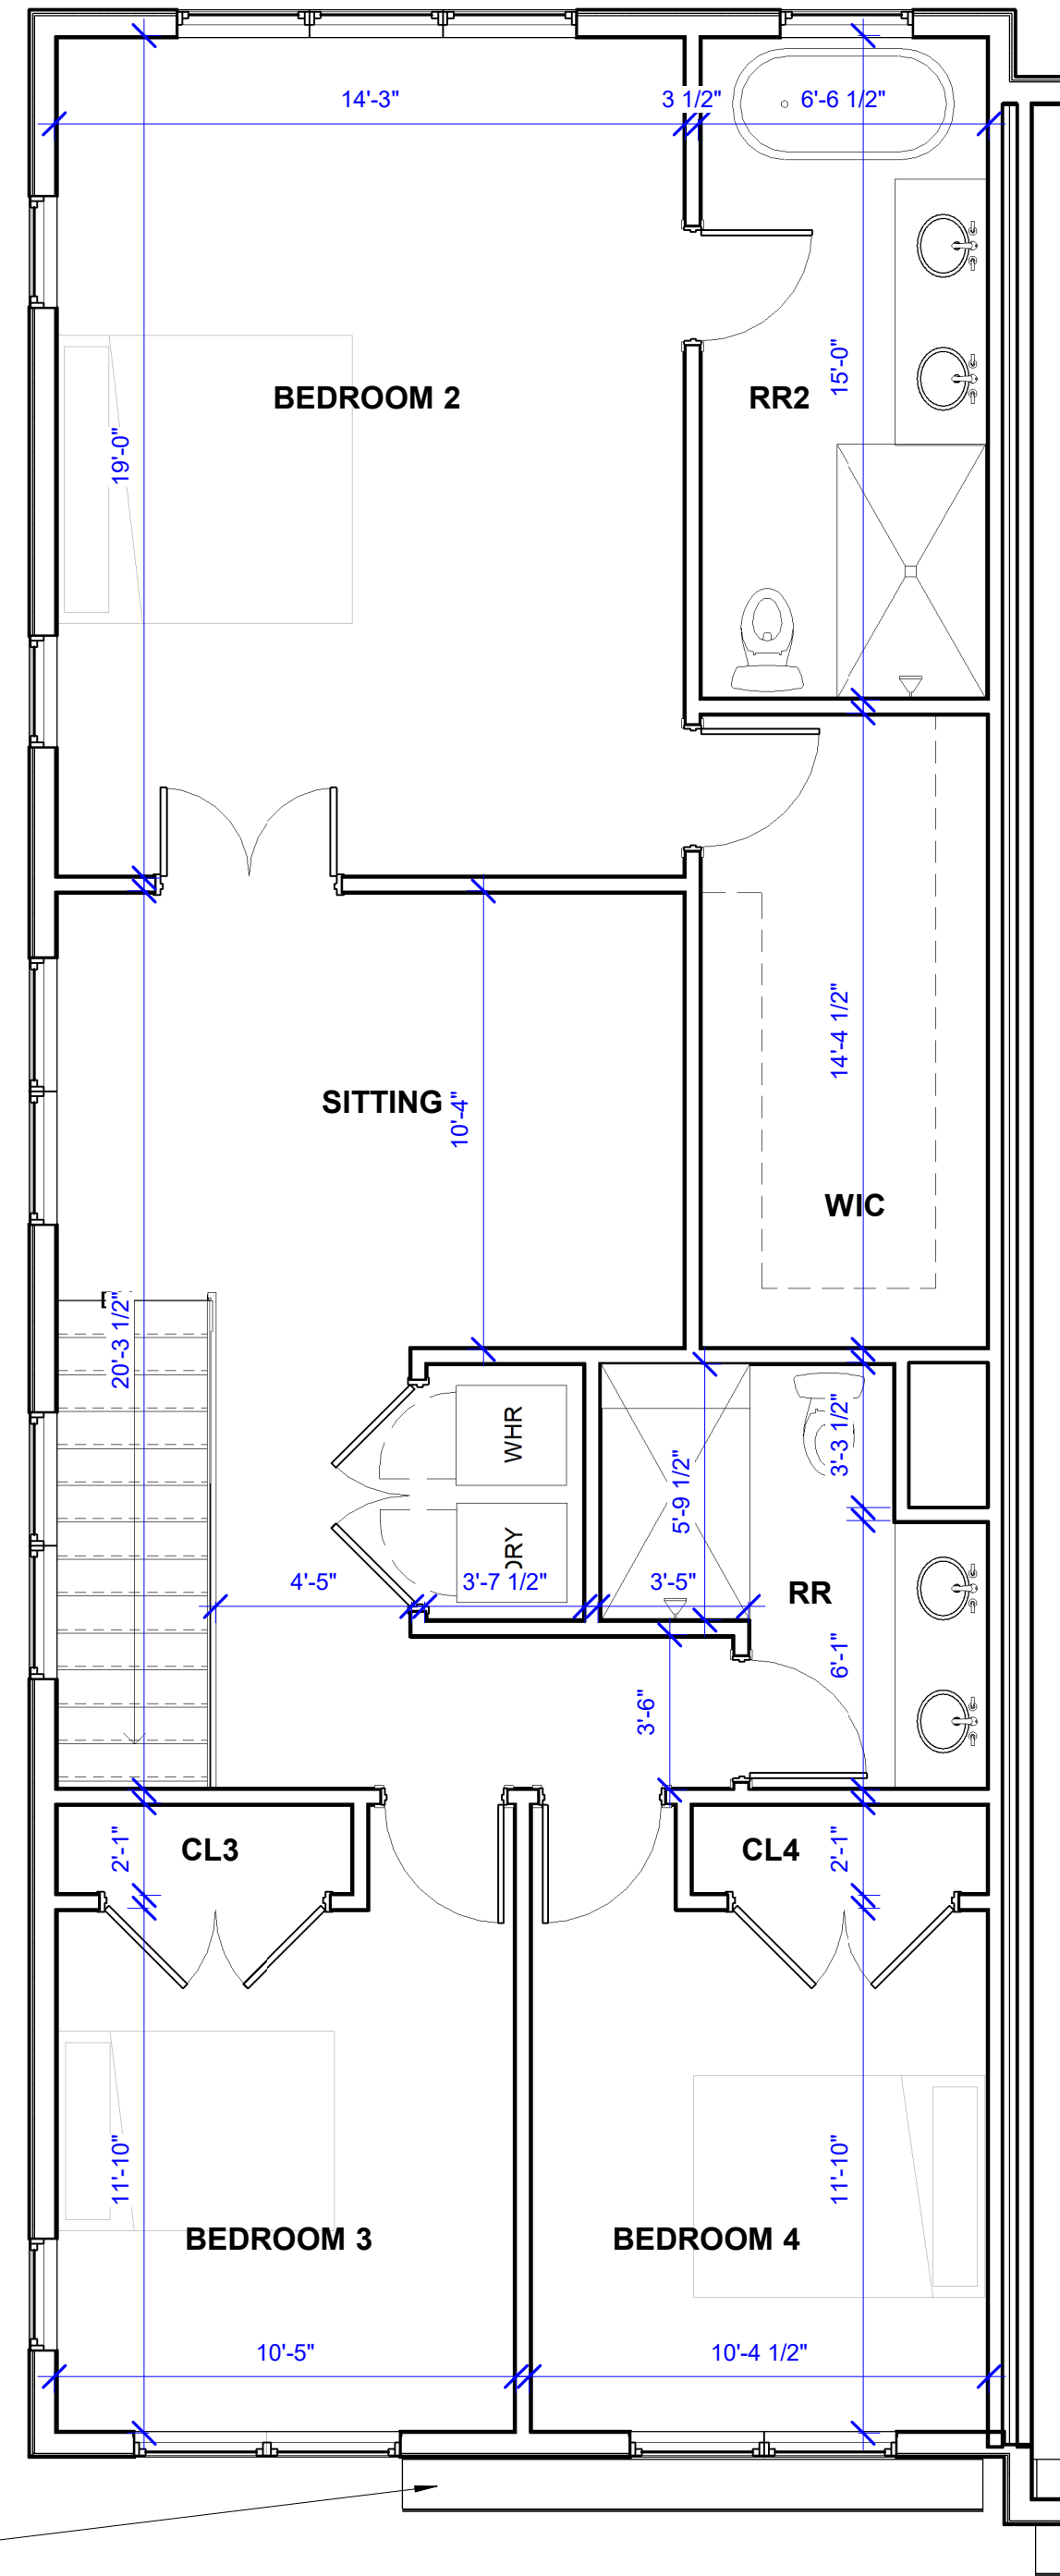 14'-3"
3 1/2"
6'-6 1/2"
15'-0"
BEDROOM 2
RR2
19'-0"
14'-4 1/2"
SITTING
10'-4"
WIC
20'-3 1/2"
WHR
3'-3 1/2"
5'-9 1/2"
DRY
4'-5"
3'-7 1/2"
3'-5"
RR
6'-1"
3'-6"
2'-1"
CL3
CL4
2'-1"
11'-10"
11'-10"
BEDROOM 3
BEDROOM 4
10'-5"
10'-4 1/2"